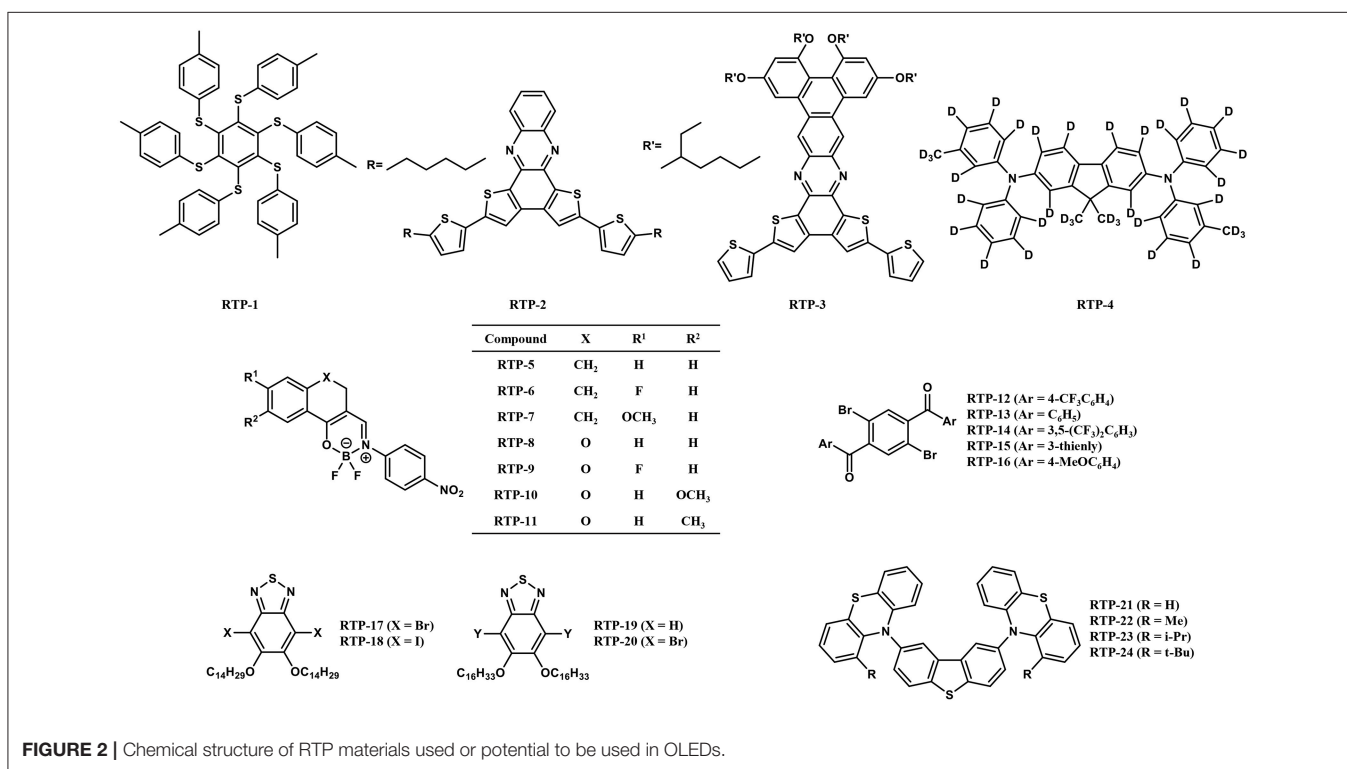 R'O OR'
R'O OR'
S S S S S S
N N
R=
S S
R S S R
R'=
N N
S S
S S
D D D D D D D D
D D D D D D
D3C N N D
D D D D D D
D3C CD3
D D D D D D CD3
D D D D
RTP-1 RTP-2 RTP-3 RTP-4
Compound X R1 R2
RTP-5 CH2 H H
RTP-6 CH2 F H
RTP-7 CH2 OCH3 H
RTP-8 O H H
RTP-9 O F H
RTP-10 O H OCH3
RTP-11 O H CH3
R1 X
R2
O ⊖ N ⊕
B
F F
NO2
O
Br Ar
Ar Br
O
RTP-12 (Ar = 4-CF3C6H4)
RTP-13 (Ar = C6H5)
RTP-14 (Ar = 3,5-(CF3)2C6H3)
RTP-15 (Ar = 3-thienly)
RTP-16 (Ar = 4-MeOC6H4)
S
N N
X X
C14H29O OC14H29
RTP-17 (X = Br)
RTP-18 (X = I)
S
N N
Y Y
C16H33O OC16H33
RTP-19 (X = H)
RTP-20 (X = Br)
S S
N N
R R
S
RTP-21 (R = H)
RTP-22 (R = Me)
RTP-23 (R = i-Pr)
RTP-24 (R = t-Bu)
FIGURE 2 | Chemical structure of RTP materials used or potential to be used in OLEDs.